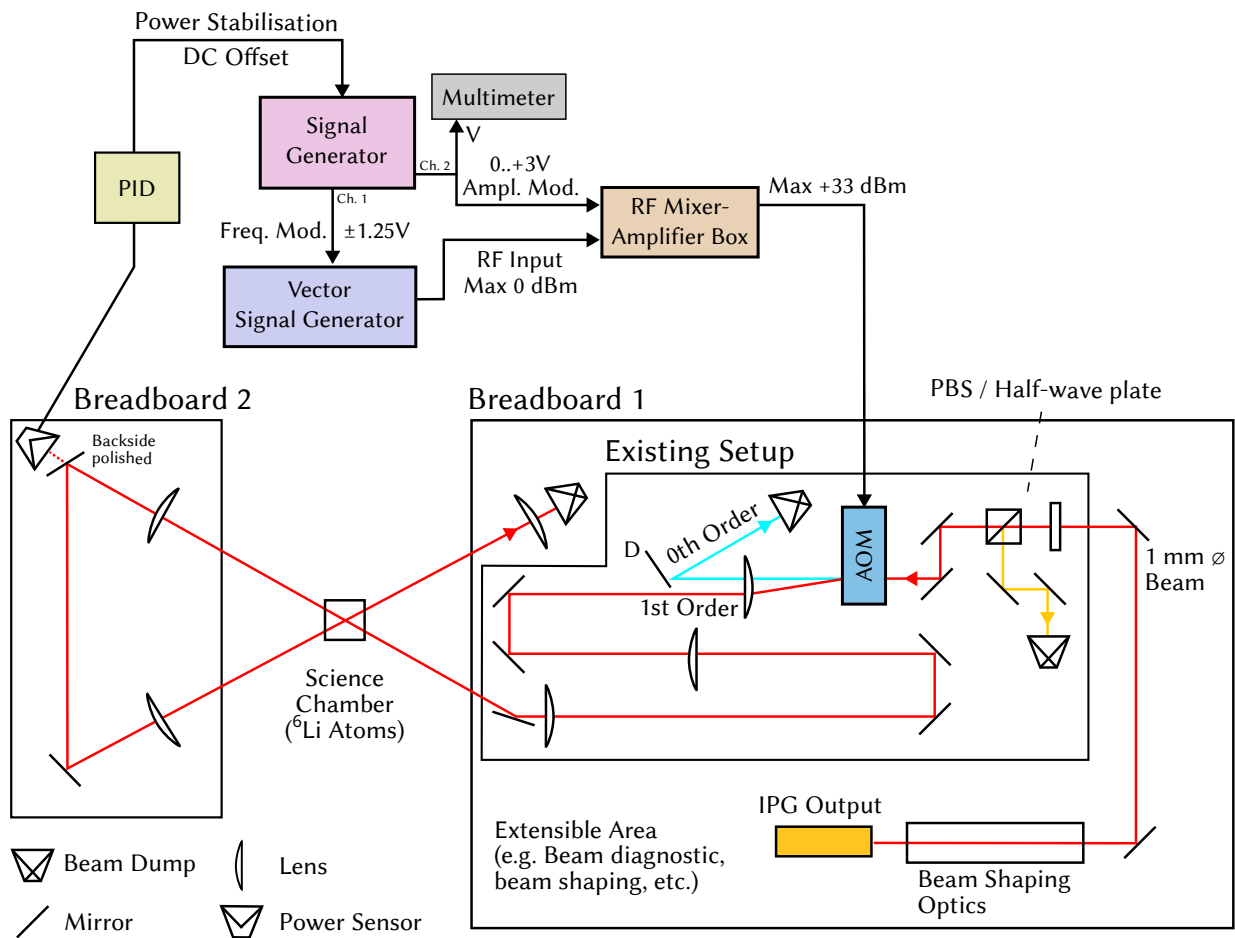 Power Stabilisation
DC Offset
Multimeter
Signal
Generator
V
Ch. 2
0..+3V
Ampl. Mod.
Max +33 dBm
PID
Ch. 1
RF Mixer-
Amplifier Box
Freq. Mod.
±1.25V
RF Input
Max 0 dBm
Vector
Signal Generator
PBS / Half-wave plate
Breadboard 2
Breadboard 1
Backside
polished
Existing Setup
0th Order
D
AOM
1 mm ⌀
Beam
1st Order
Science
Chamber
(⁶Li Atoms)
IPG Output
Extensible Area
(e.g. Beam diagnostic,
beam shaping, etc.)
Beam Shaping
Optics
Beam Dump
Lens
Mirror
Power Sensor